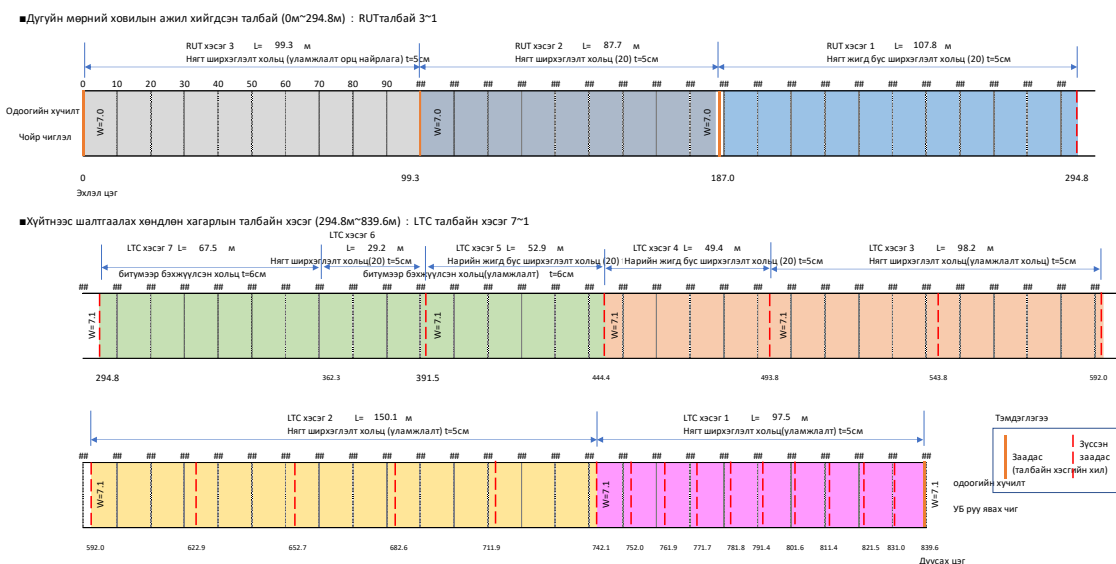 ■Дугуйн мөрний ховилын ажил хийгдсэн талбай (0м~294.8м) : RUTталбай 3~1
RUT хэсэг 3 L= 99.3 м
Нягт ширхэглэлт хольц (уламжлалт орц найрлага) t=5см
RUT хэсэг 2 L= 87.7 м
Нягт ширхэглэлт хольц (20) t=5см
RUT хэсэг 1 L= 107.8 м
Нягт жигд бус ширхэглэлт хольц (20) t=5см
0 10 20 30 40 50 60 70 80 90 ## ## ## ## ## ## ## ## ## ## ## ## ## ## ## ## ## ## ## ##
Одоогийн хучилт
Чойр чиглэл
W=7.0 W=7.0 W=7.0
0 99.3 187.0 294.8
Эхлэл цэг
■Хүйтнээс шалтгаалах хөндлөн хагарлын талбайн хэсэг (294.8м~839.6м) : LTC талбайн хэсэг 7~1
LTC хэсэг 7 L= 67.5 м
Нягт ширхэглэлт хольц(20)
битумээр бэхжүүлсэн хольц t=6см
LTC хэсэг 6
L= 29.2 м
битумээр бэхжүүлсэн хольц(уламжлалт) t=6см
LTC хэсэг 5 L= 52.9 м
Нарийн жигд бус ширхэглэлт хольц (20)
LTC хэсэг 4 L= 49.4 м
Нарийн жигд бус ширхэглэлт хольц (20) t=5см
LTC хэсэг 3 L= 98.2 м
Нягт ширхэглэлт хольц(уламжлалт хольц) t=5см
## ## ## ## ## ## ## ## ## ## ## ## ## ## ## ## ## ## ## ## ## ## ## ## ## ## ## ## ## ## ##
W=7.1 W=7.1 W=7.1
294.8 362.3 391.5 444.4 493.8 543.8 592.0
LTC хэсэг 2 L= 150.1 м
Нягт ширхэглэлт хольц (уламжлалт) t=5см
LTC хэсэг 1 L= 97.5 м
Нягт ширхэглэлт хольц(уламжлалт) t=5см
## ## ## ## ## ## ## ## ## ## ## ## ## ## ## ## ## ## ## ## ## ## ## ## ## ##
W=7.1 W=7.1 W=7.1
592.0 622.9 652.7 682.6 711.9 742.1 752.0 761.9 771.7 781.8 791.4 801.6 811.4 821.5 831.0 839.6
Дуусах цэг
Тэмдэглэгээ
Заадас
(талбайн хэсгийн хил)
Зүссэн
заадас
одоогийн хучилт
УБ руу явах чиг